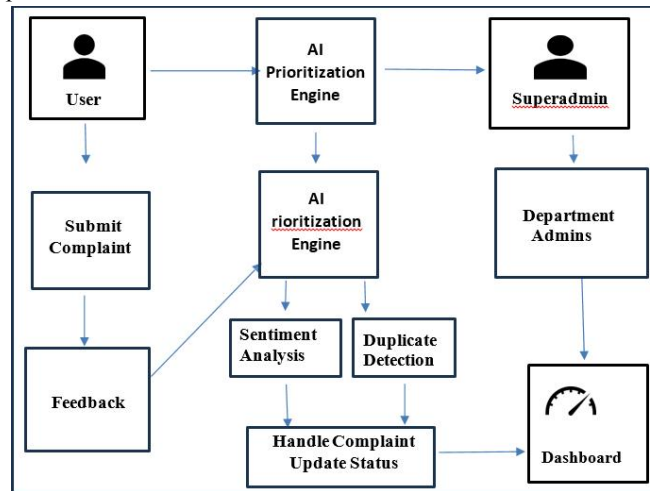 User
AI
Prioritization
Engine
Superadmin
Submit
Complaint
AI
rioritization
Engine
Department
Admins
Feedback
Sentiment
Analysis
Duplicate
Detection
Handle Complaint
Update Status
Dashboard